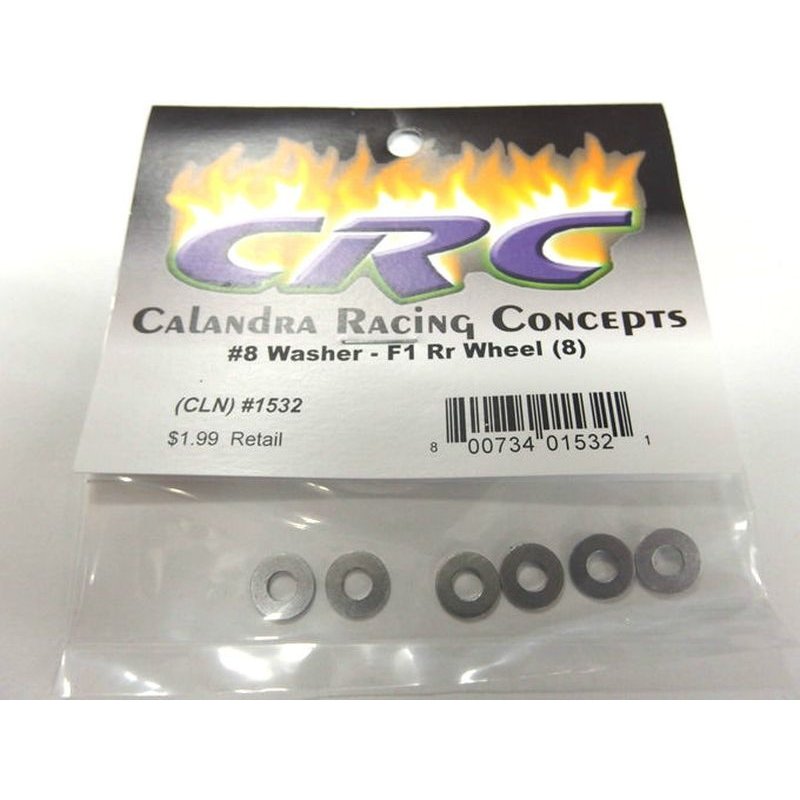 CRC
Calandra Racing Concepts
#8 Washer - F1 Rr Wheel (8)
(CLN) #1532
$1.99 Retail
8 00734 01532 1